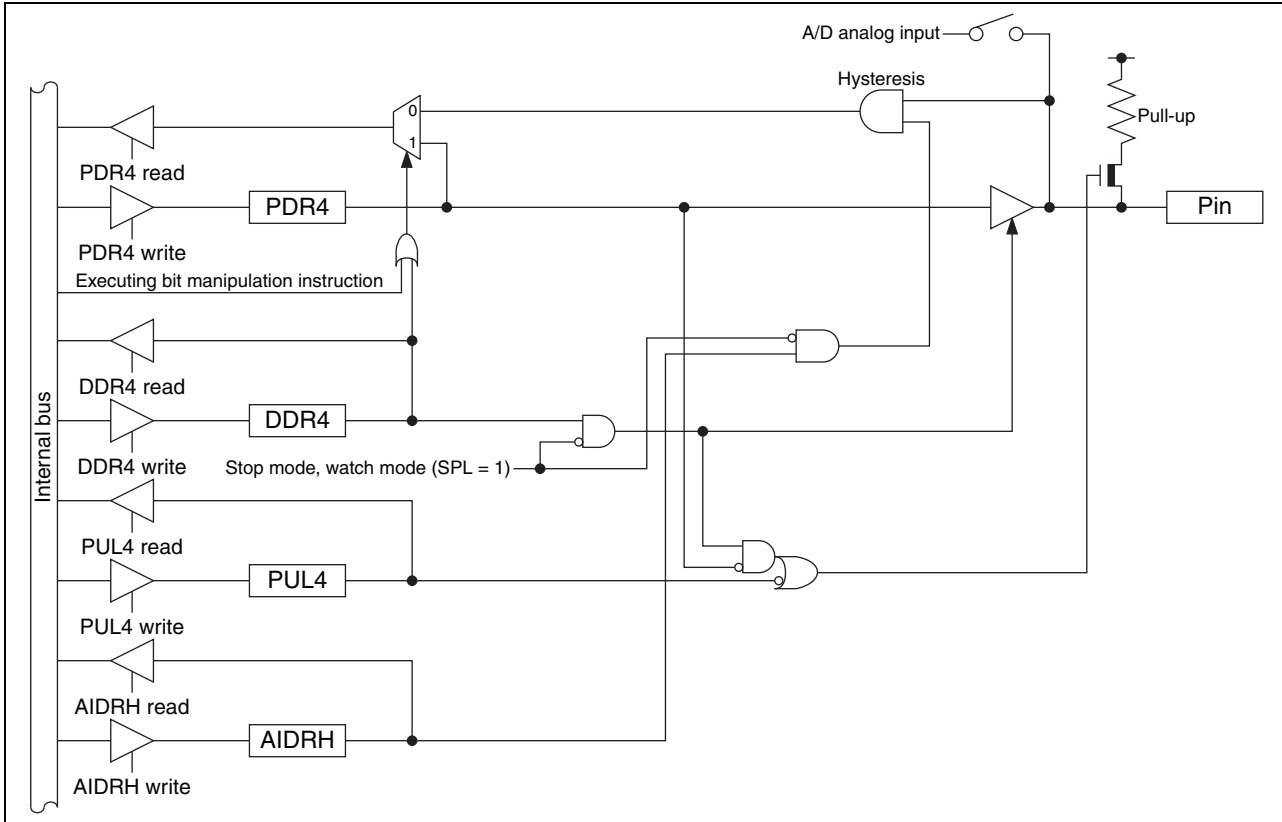 A/D analog input
Hysteresis
0
Pull-up
1
PDR4 read
PDR4
Pin
PDR4 write
Executing bit manipulation instruction
DDR4 read
Internal bus
DDR4
DDR4 write
Stop mode, watch mode (SPL = 1)
PUL4 read
PUL4
PUL4 write
AIDRH read
AIDRH
AIDRH write